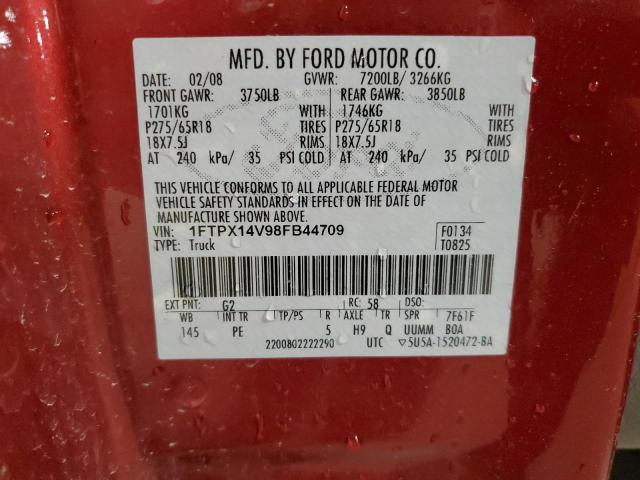 MFD. BY FORD MOTOR CO.
DATE: 02/08 GVWR: 7200LB/ 3266KG
FRONT GAWR: 3750LB REAR GAWR: 3850LB
1701KG WITH 1746KG WITH
P275/65R18 TIRES P275/65R18 TIRES
18X7.5J RIMS 18X7.5J RIMS
AT 240 kPa/ 35 PSI COLD AT 240 kPa/ 35 PSI COLD
THIS VEHICLE CONFORMS TO ALL APPLICABLE FEDERAL MOTOR
VEHICLE SAFETY STANDARDS IN EFFECT ON THE DATE OF
MANUFACTURE SHOWN ABOVE.
VIN: 1FTPX14V98FB44709 F0134
TYPE: Truck T0825
EXT PNT: G2 RC: 58 DSO:
WB INT TR TP/PS R AXLE TR SPR 7F61F
145 PE 5 H9 Q UUMM B0A
2200802222290 UTC ▽5U5A-1520472-BA